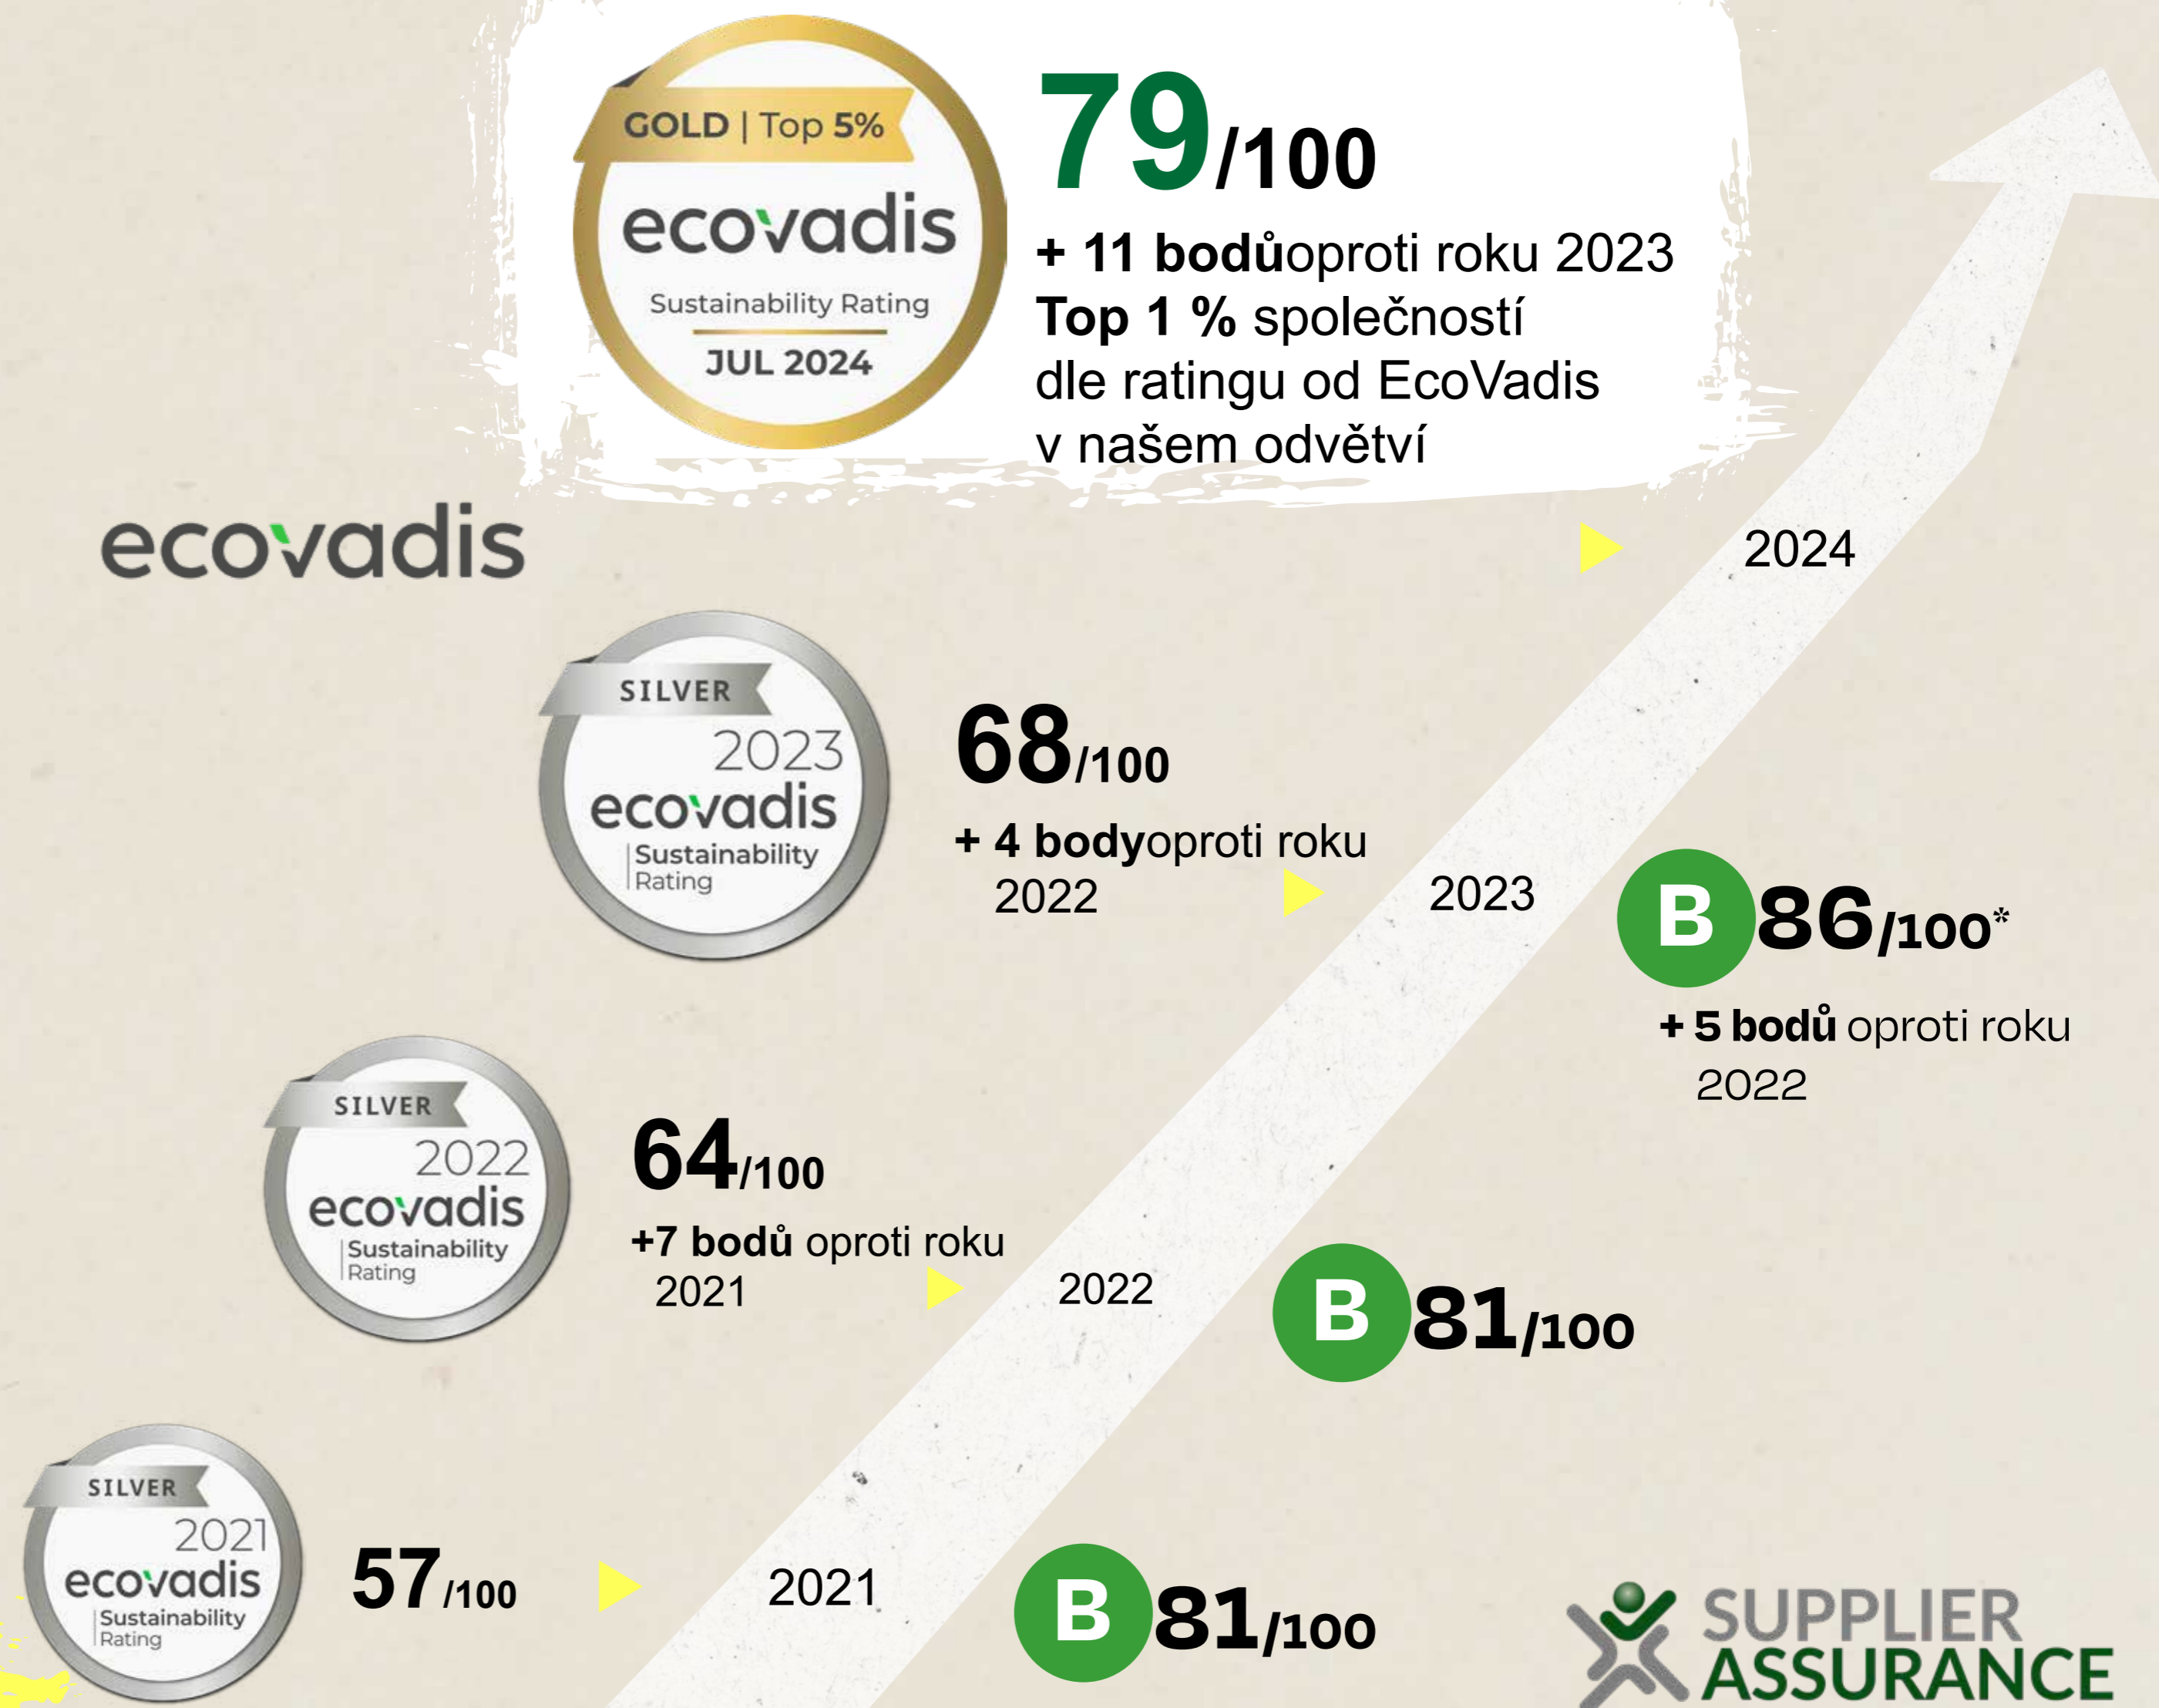 GOLD | Top 5%
ecovadis
Sustainability Rating
JUL 2024
79/100
+ 11 bodůoproti roku 2023
Top 1 % společností
dle ratingu od EcoVadis
v našem odvětví
ecovadis
2024
SILVER
2023
ecovadis
Sustainability
Rating
68/100
+ 4 bodyoproti roku
2022
2023
B 86/100*
+ 5 bodů oproti roku
2022
SILVER
2022
ecovadis
Sustainability
Rating
64/100
+7 bodů oproti roku
2021
2022
B 81/100
SILVER
2021
ecovadis
Sustainability
Rating
57/100
2021
B 81/100
SUPPLIER
ASSURANCE